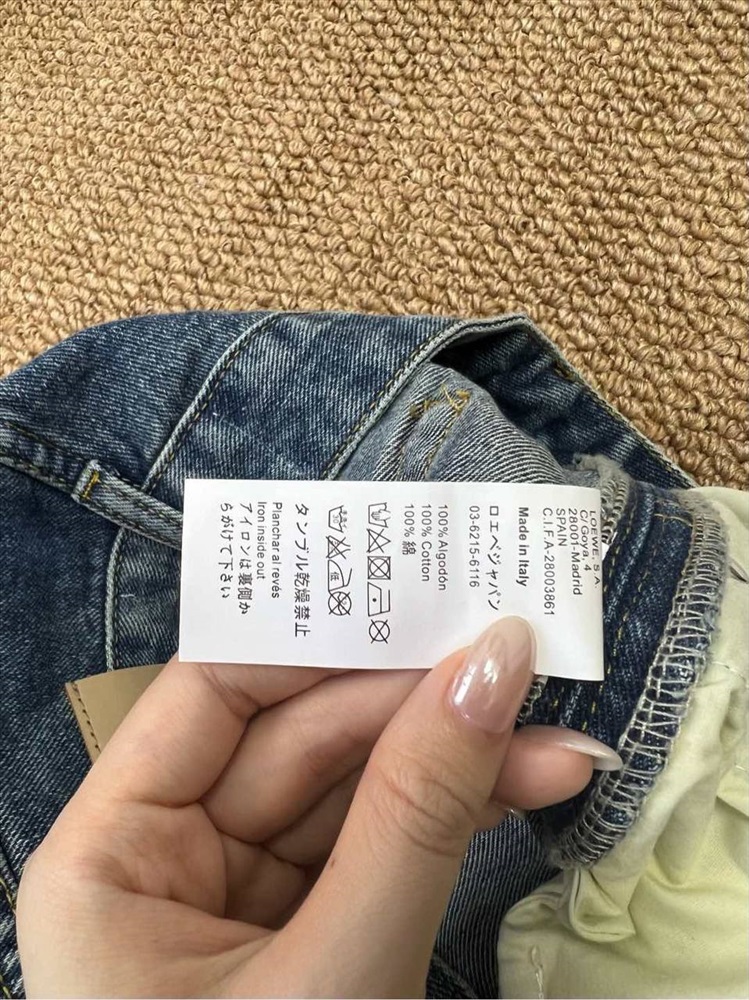 LOEWE, S.A.
C/ Goya, 4
28001-Madrid
SPAIN
C.I.F.A-28003861
Made in Italy
ロエベジャパン
03-6215-6116
100% Algodón
100% Cotton
100% 綿
タンブル乾燥禁止
Planchar al revés
Iron inside out
アイロンは裏側か
らがけて下さい